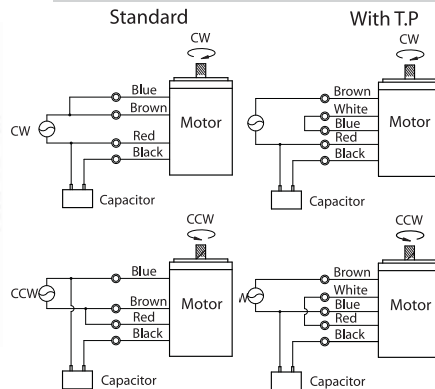 Standard
With T.P
CW
CW
Blue
Brown
Red
Black
Motor
CW
Capacitor
Brown
White
Blue
Red
Black
Motor
Capacitor
CCW
CCW
Blue
Brown
Red
Black
Motor
CCW
Capacitor
Brown
White
Blue
Red
Black
Motor
Capacitor